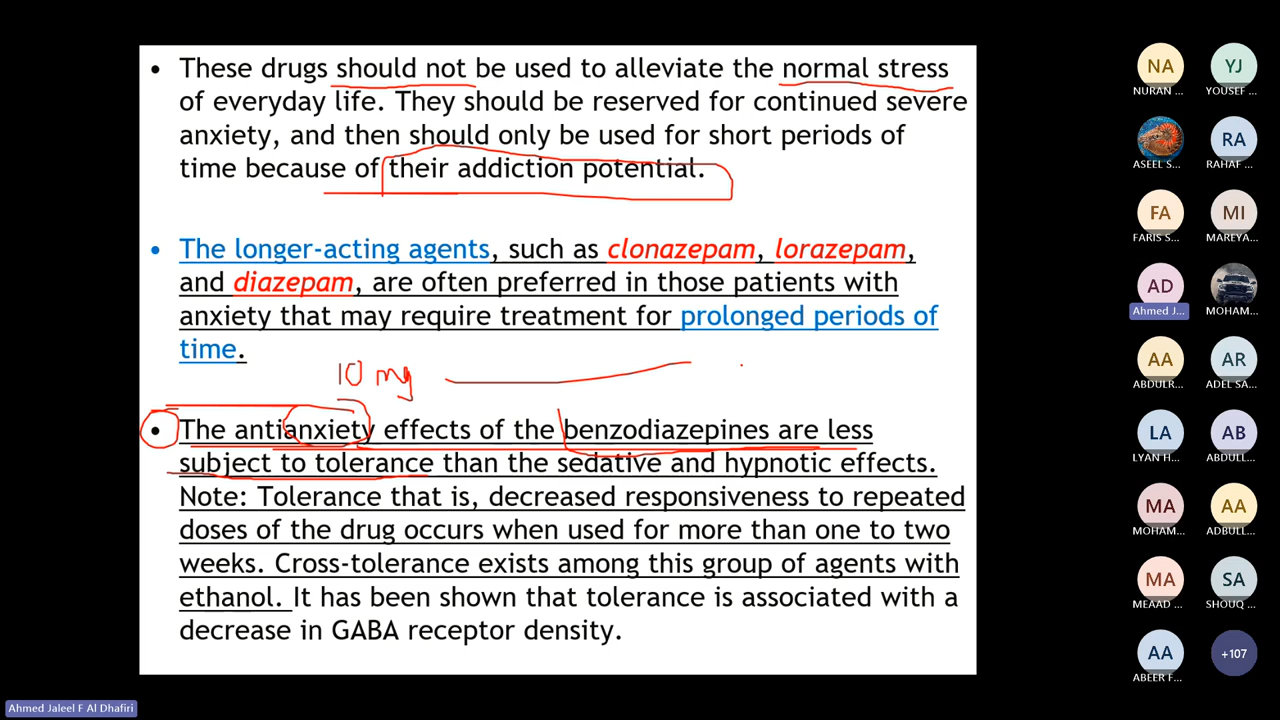 • These drugs should not be used to alleviate the normal stress
of everyday life. They should be reserved for continued severe
anxiety, and then should only be used for short periods of
time because of their addiction potential.
• The longer-acting agents, such as clonazepam, lorazepam,
and diazepam, are often preferred in those patients with
anxiety that may require treatment for prolonged periods of
time.
10 mg
• The antianxiety effects of the benzodiazepines are less
subject to tolerance than the sedative and hypnotic effects.
Note: Tolerance that is, decreased responsiveness to repeated
doses of the drug occurs when used for more than one to two
weeks. Cross-tolerance exists among this group of agents with
ethanol. It has been shown that tolerance is associated with a
decrease in GABA receptor density.
NA
NURAN ...
YJ
YOUSEF ...
ASEEL S...
RA
RAHAF ...
FA
FARIS S...
MI
MAREYA...
AD
Ahmed J...
MOHAM...
AA
ABDULR...
AR
ADEL SA...
LA
LYAN H...
AB
ABDULL...
MA
MOHAM...
AA
ADBULL...
MA
MEAAD ...
SA
SHOUQ ...
AA
ABEER F...
+107
Ahmed Jaleel F Al Dhafiri